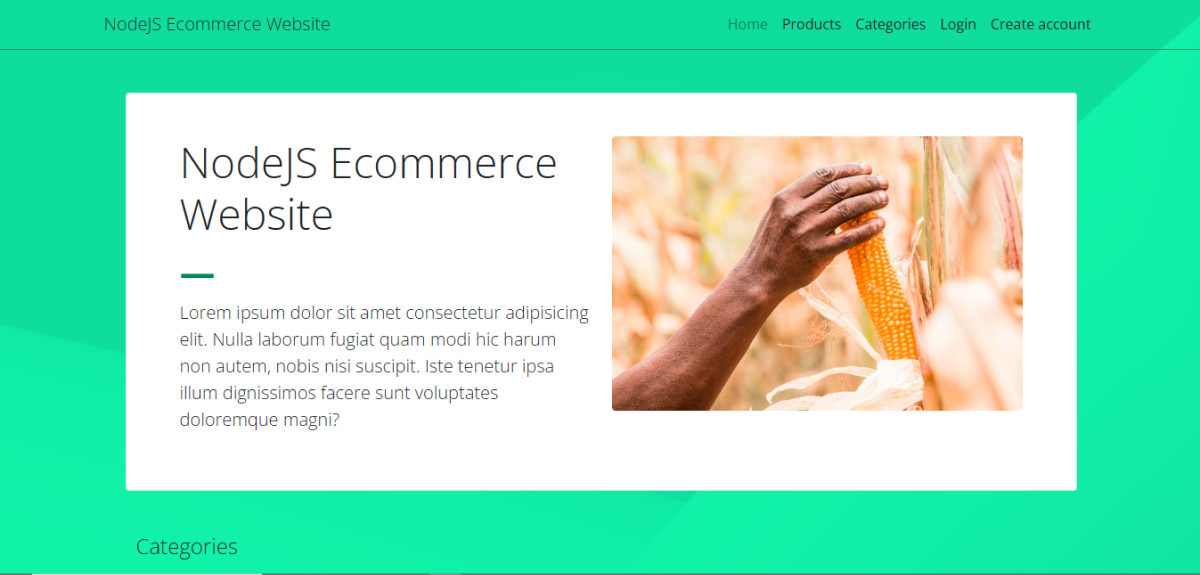 NodeJS Ecommerce Website
Home Products Categories Login Create account
NodeJS Ecommerce
Website
Lorem ipsum dolor sit amet consectetur adipisicing
elit. Nulla laborum fugiat quam modi hic harum
non autem, nobis nisi suscipit. Iste tenetur ipsa
illum dignissimos facere sunt voluptates
doloremque magni?
Categories